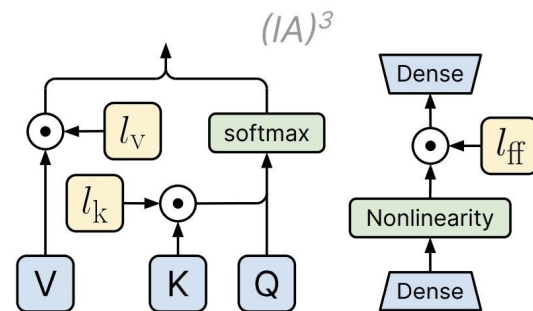 (IA)³
Dense
l_v
softmax
l_ff
l_k
Nonlinearity
V
K
Q
Dense